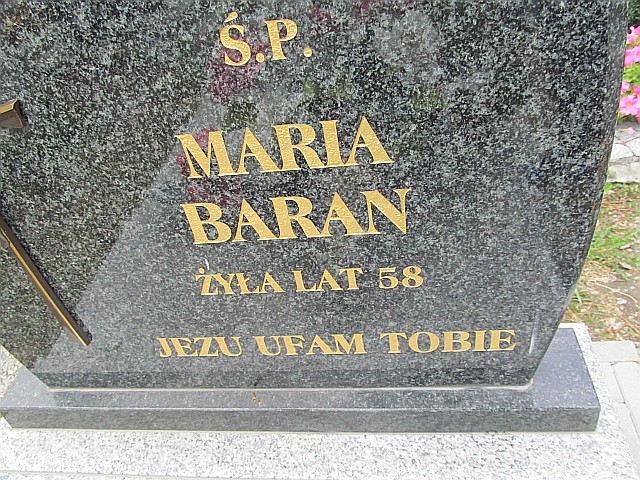 Ś.P.
MARIA
BARAN
ŻYŁA LAT 58
JEZU UFAM TOBIE